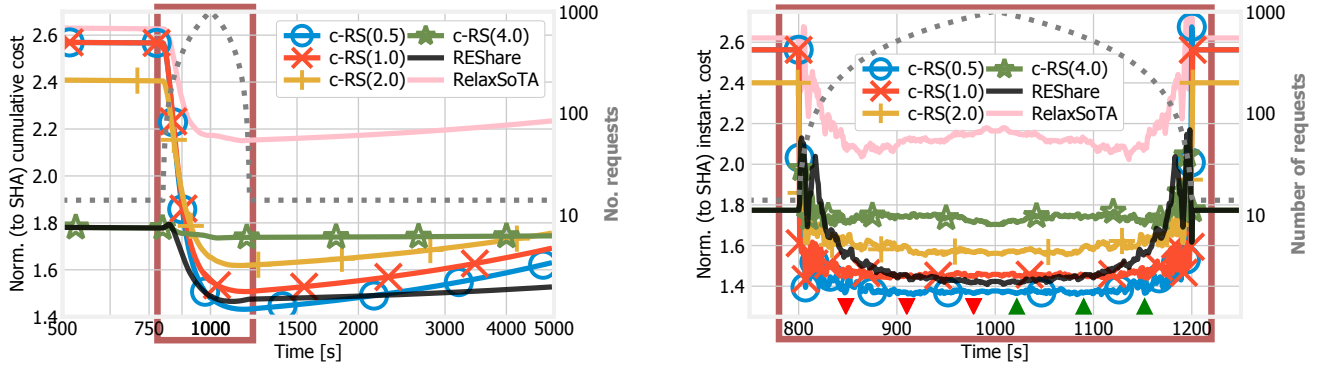 Norm. (to SHA) cumulative cost
2.6
2.4
2.2
2.0
1.8
1.6
1.4
500
750
1000
1500
2000
3000
4000
5000
Time [s]
1000
100
10
No. requests
c-RS(0.5)
c-RS(1.0)
c-RS(2.0)
c-RS(4.0)
REShare
RelaxSoTA
Norm. (to SHA) instant. cost
2.6
2.4
2.2
2.0
1.8
1.6
1.4
800
900
1000
1100
1200
Time [s]
1000
100
10
Number of requests
c-RS(0.5)
c-RS(1.0)
c-RS(2.0)
c-RS(4.0)
REShare
RelaxSoTA